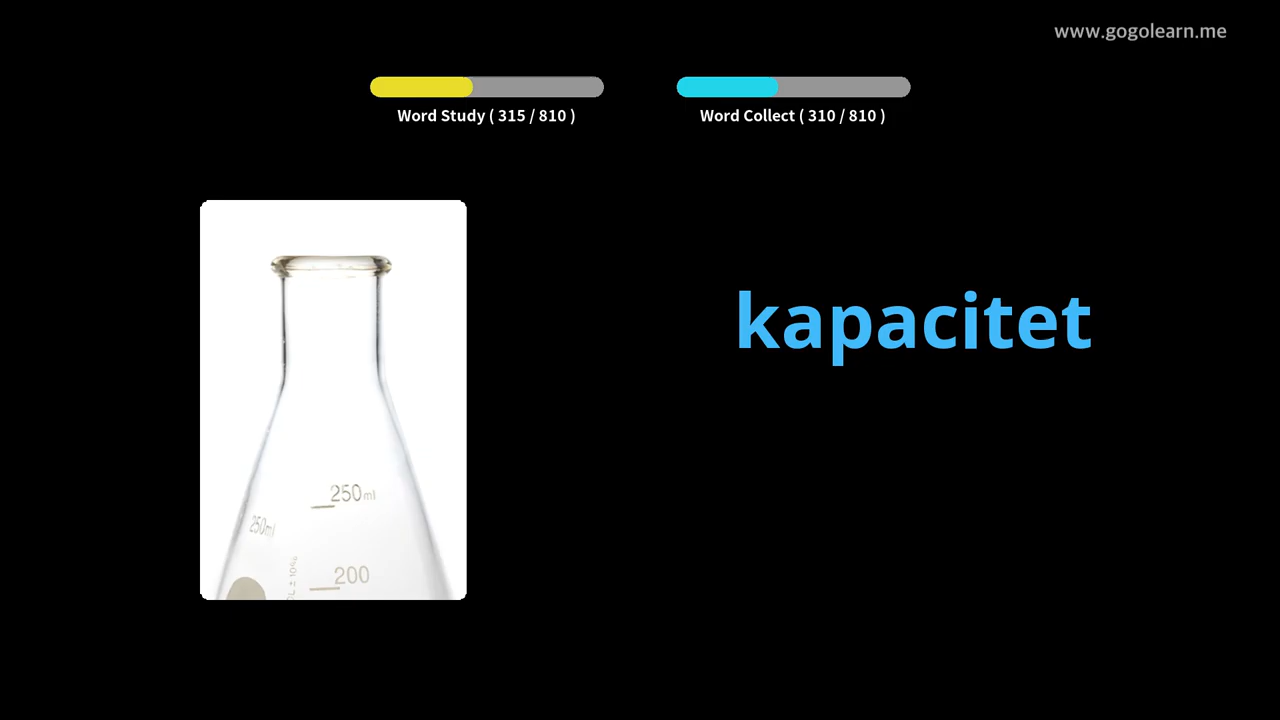 www.gogolearn.me
Word Study ( 315 / 810 )
Word Collect ( 310 / 810 )
kapacitet
250ml
250ml
200